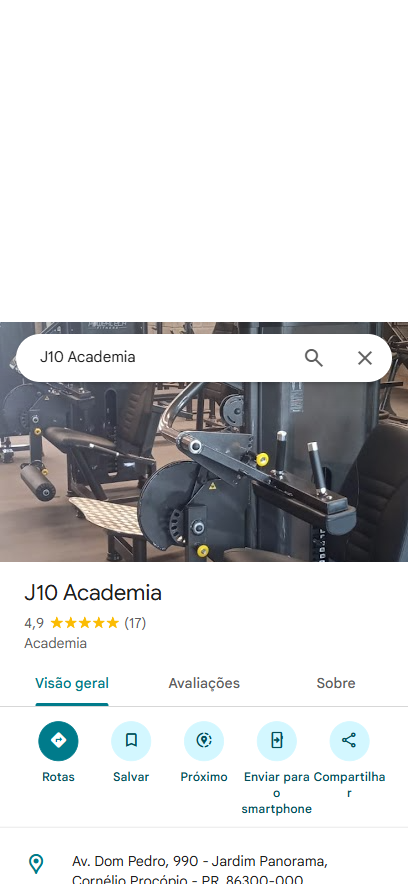 J10 Academia
J10 Academia
4,9 (17)
Academia
Visão geral
Avaliações
Sobre
Rotas
Salvar
Próximo
Enviar para o smartphone
Compartilhar
Av. Dom Pedro, 990 - Jardim Panorama,
Cornélio Procópio - PR, 86300-000